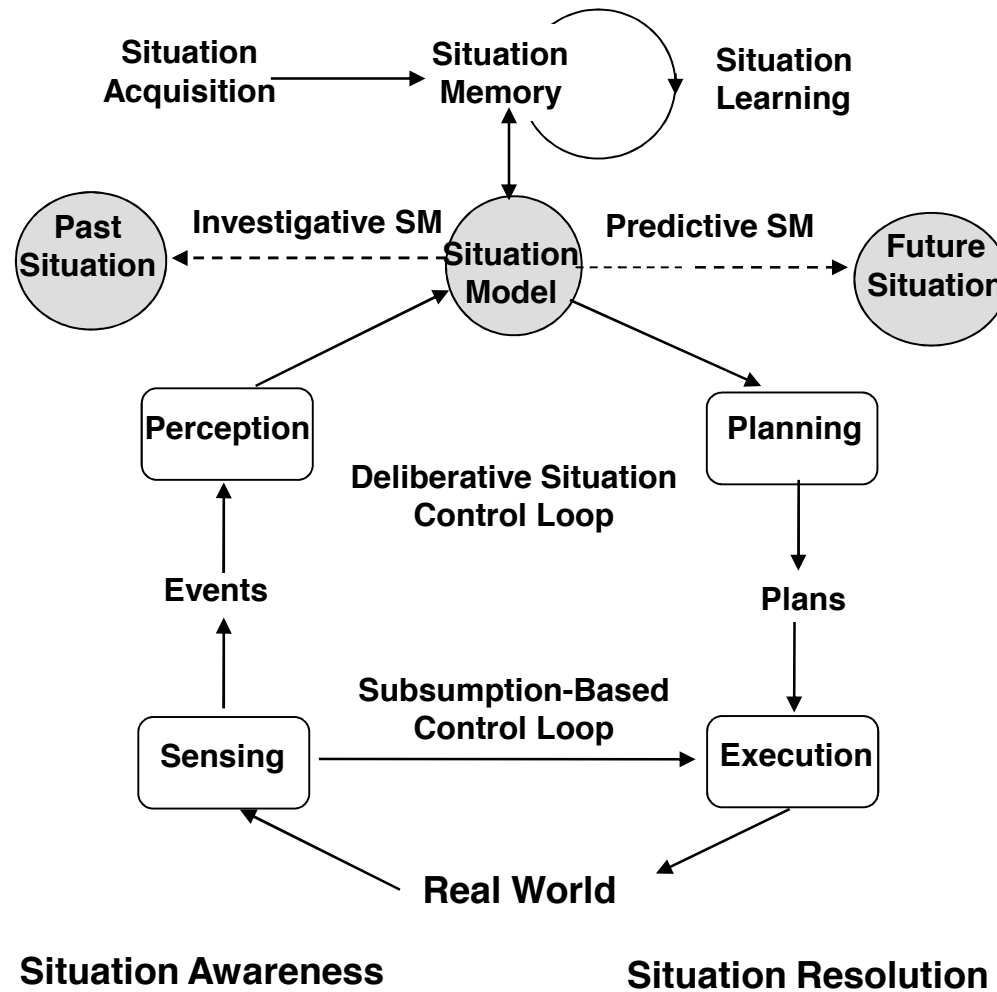 Situation
Acquisition
Situation
Memory
Situation
Learning
Past
Situation
Investigative SM
Situation
Model
Predictive SM
Future
Situation
Perception
Planning
Deliberative Situation
Control Loop
Events
Plans
Subsumption-Based
Control Loop
Sensing
Execution
Real World
Situation Awareness
Situation Resolution